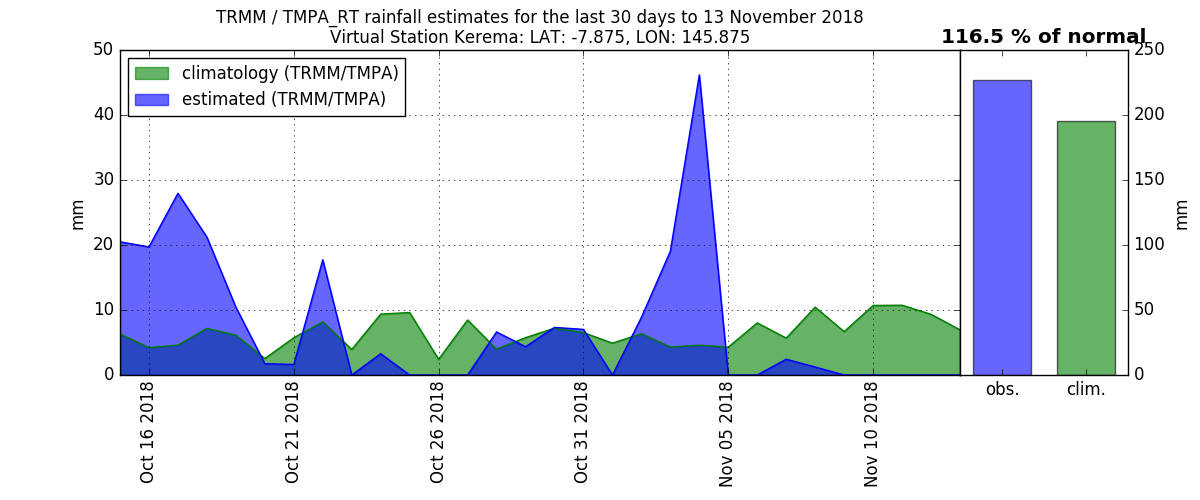 TRMM / TMPA_RT rainfall estimates for the last 30 days to 13 November 2018
Virtual Station Kerema: LAT: -7.875, LON: 145.875
116.5 % of normal
climatology (TRMM/TMPA)
estimated (TRMM/TMPA)
50
40
30
20
10
0
mm
Oct 16 2018
Oct 21 2018
Oct 26 2018
Oct 31 2018
Nov 05 2018
Nov 10 2018
250
200
150
100
50
0
mm
obs.
clim.